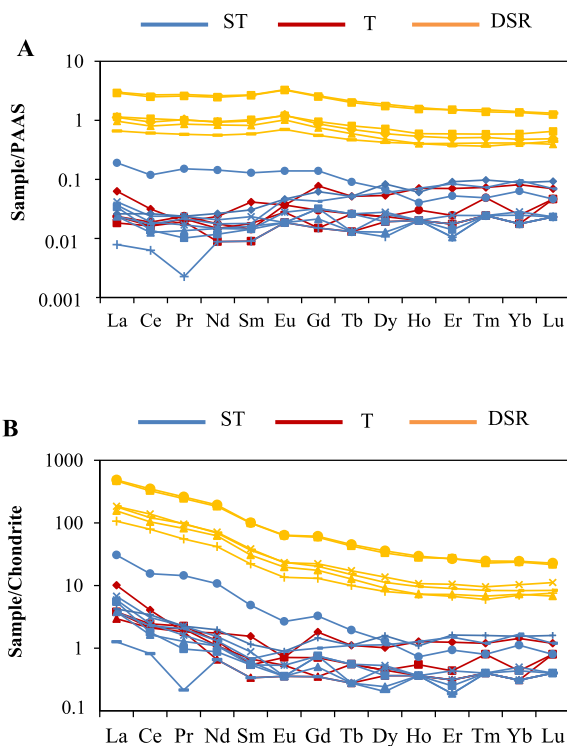 ST T DSR
A
10
1
0.1
0.01
0.001
Sample/PAAS
La Ce Pr Nd Sm Eu Gd Tb Dy Ho Er Tm Yb Lu
ST T DSR
B
1000
100
10
1
0.1
Sample/Chondrite
La Ce Pr Nd Sm Eu Gd Tb Dy Ho Er Tm Yb Lu